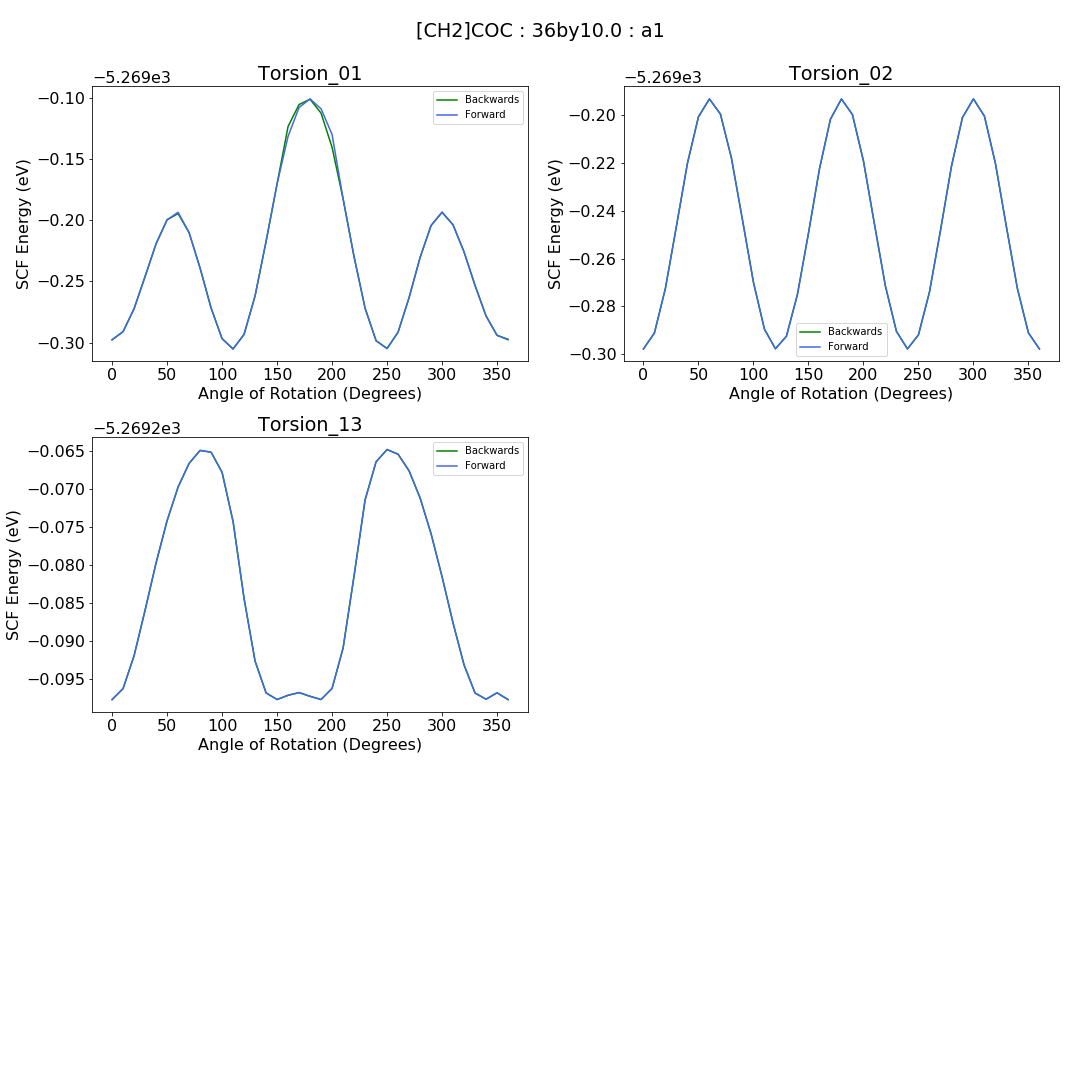 [CH2]COC : 36by10.0 : a1
Torsion_01
−5.269e3
SCF Energy (eV)
−0.10
−0.15
−0.20
−0.25
−0.30
0 50 100 150 200 250 300 350
Angle of Rotation (Degrees)
Backwards
Forward
Torsion_02
−5.269e3
SCF Energy (eV)
−0.20
−0.22
−0.24
−0.26
−0.28
−0.30
0 50 100 150 200 250 300 350
Angle of Rotation (Degrees)
Backwards
Forward
Torsion_13
−5.2692e3
SCF Energy (eV)
−0.065
−0.070
−0.075
−0.080
−0.085
−0.090
−0.095
0 50 100 150 200 250 300 350
Angle of Rotation (Degrees)
Backwards
Forward